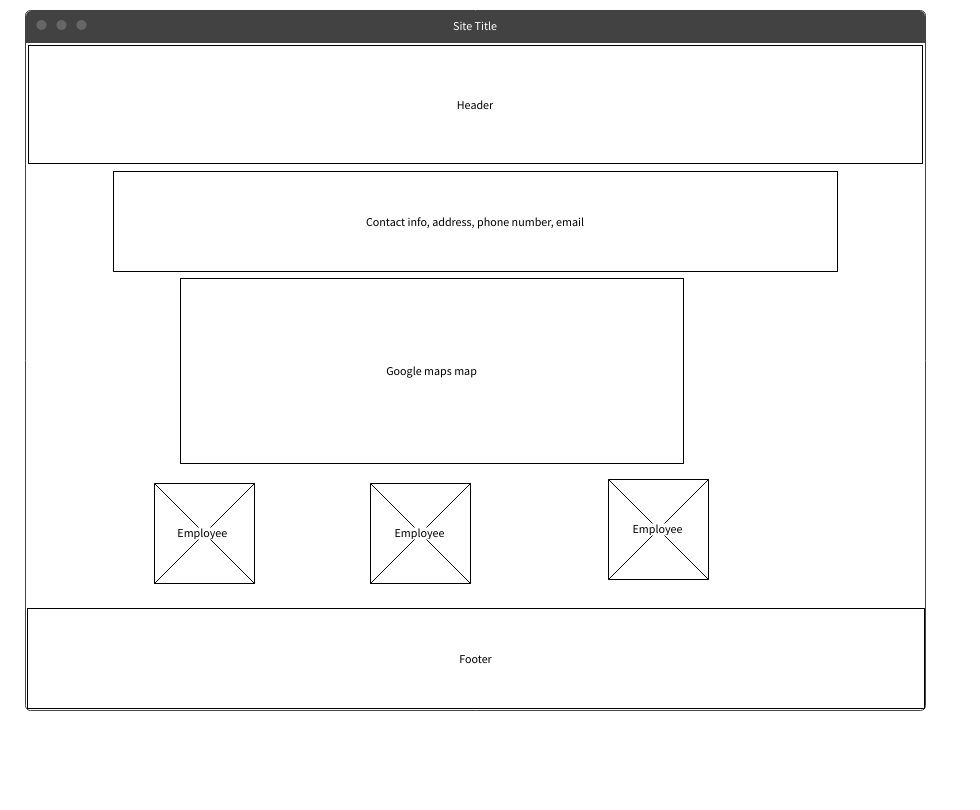 Site Title
Header
Contact info, address, phone number, email
Google maps map
Employee
Employee
Employee
Footer